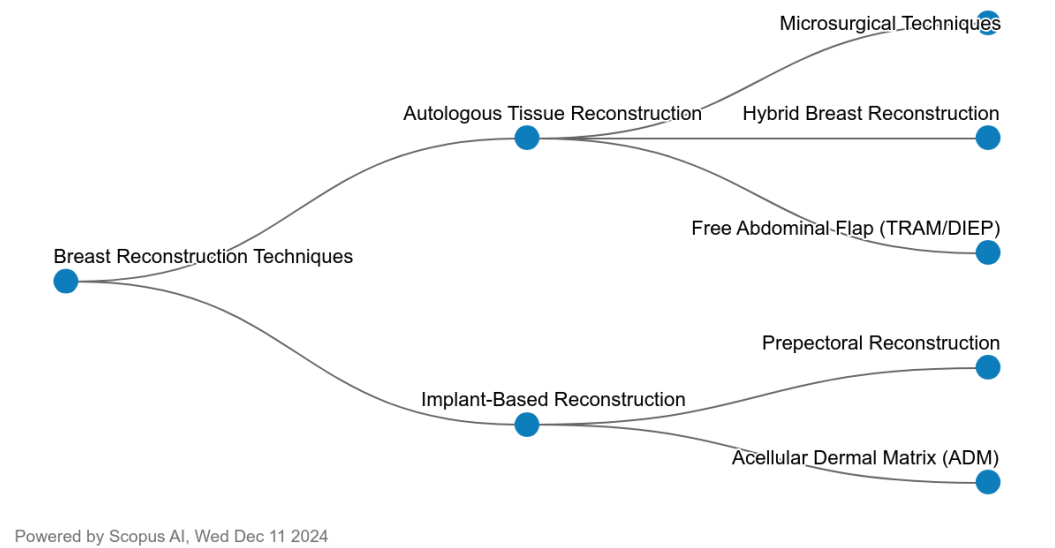 Microsurgical Techniques
Autologous Tissue Reconstruction
Hybrid Breast Reconstruction
Free Abdominal Flap (TRAM/DIEP)
Breast Reconstruction Techniques
Prepectoral Reconstruction
Implant-Based Reconstruction
Acellular Dermal Matrix (ADM)
Powered by Scopus AI, Wed Dec 11 2024